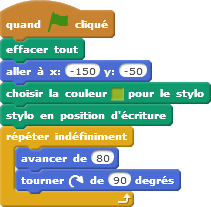 quand cliqué
effacer tout
aller à x: -150 y: -50
choisir la couleur pour le stylo
stylo en position d'écriture
répéter indéfiniment
avancer de 80
tourner de 90 degrés